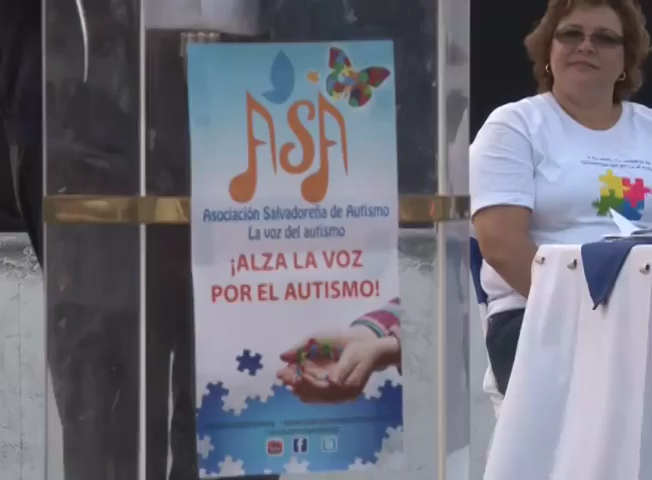 ASA
Asociación Salvadoreña de Autismo
La voz del autismo
¡ALZA LA VOZ
POR EL AUTISMO!